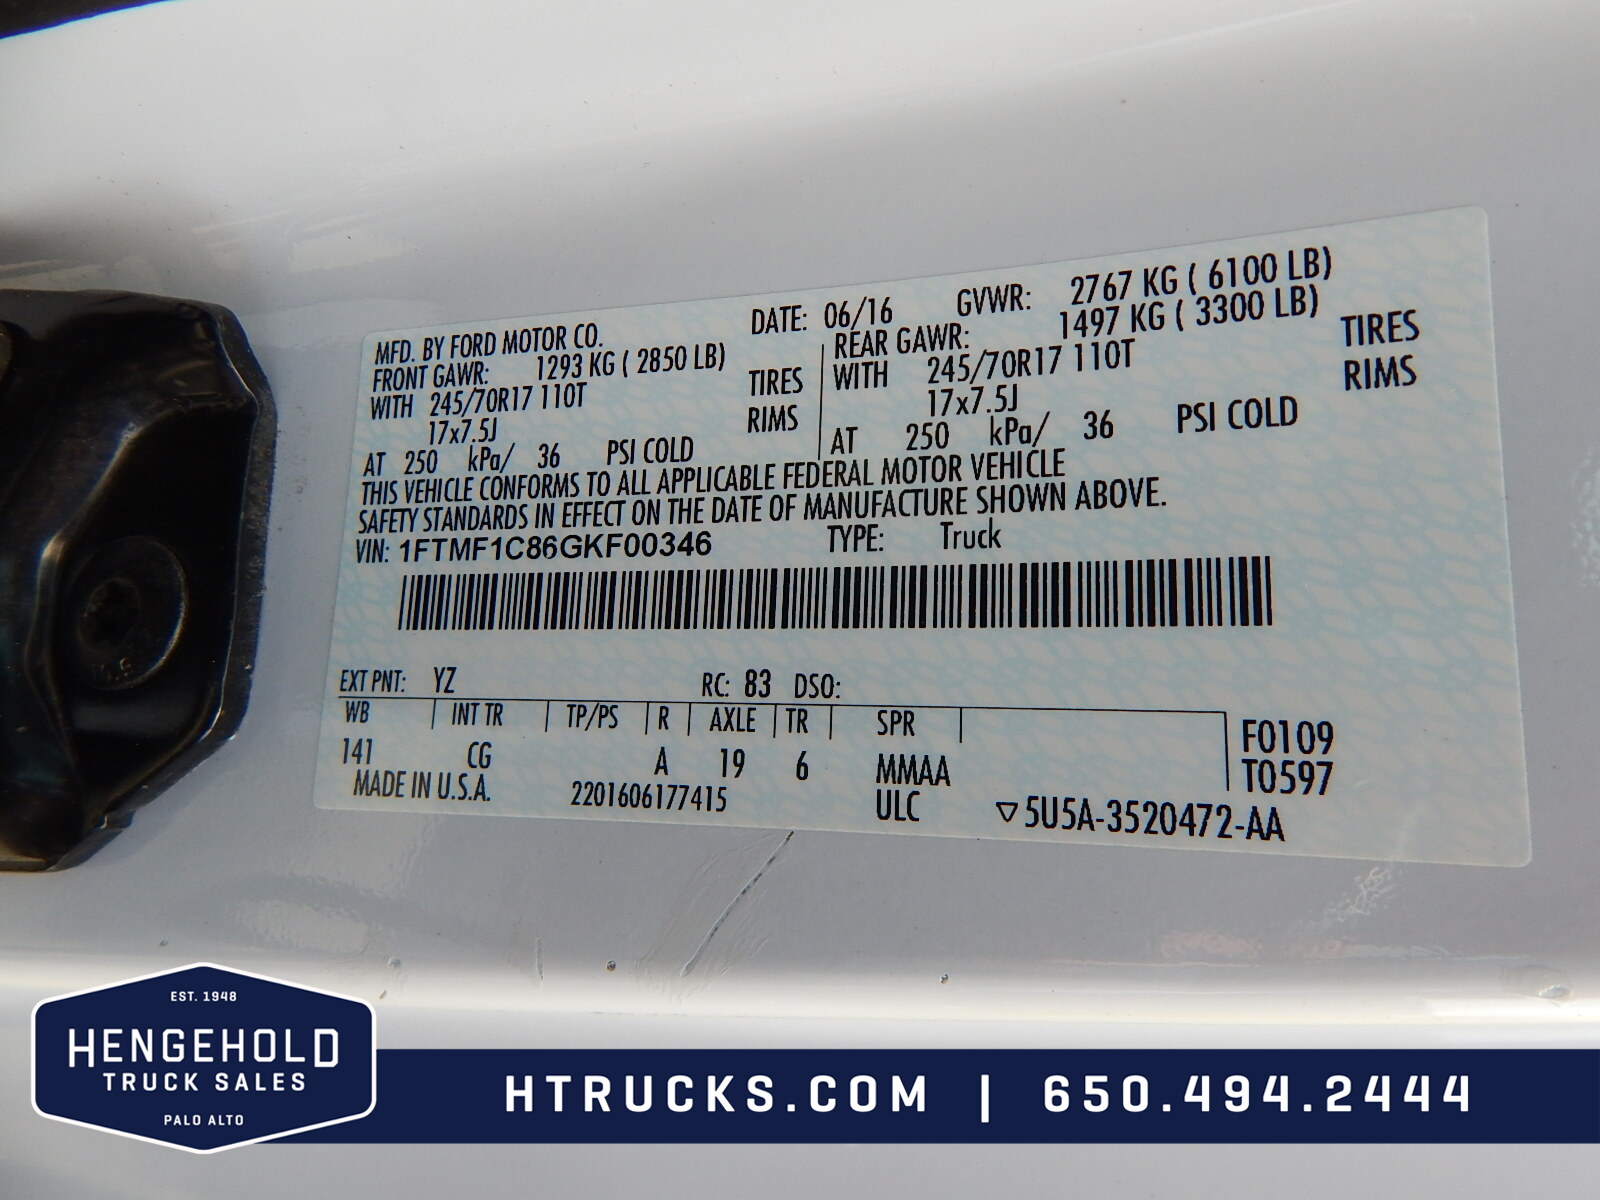 MFD. BY FORD MOTOR CO. DATE: 06/16 GVWR: 2767 KG ( 6100 LB)
FRONT GAWR: 1293 KG ( 2850 LB) REAR GAWR: 1497 KG ( 3300 LB)
WITH 245/70R17 110T TIRES WITH 245/70R17 110T TIRES
17x7.5J RIMS 17x7.5J RIMS
AT 250 kPa/ 36 PSI COLD AT 250 kPa/ 36 PSI COLD
THIS VEHICLE CONFORMS TO ALL APPLICABLE FEDERAL MOTOR VEHICLE
SAFETY STANDARDS IN EFFECT ON THE DATE OF MANUFACTURE SHOWN ABOVE.
VIN: 1FTMF1C86GKF00346 TYPE: Truck
EXT PNT: YZ RC: 83 DSO:
WB INT TR TP/PS R AXLE TR SPR F0109
141 CG A 19 6 MMAA T0597
MADE IN U.S.A. 2201606177415 ULC ▽5U5A-3520472-AA
EST. 1948
HENGEHOLD
TRUCK SALES
PALO ALTO
HTRUCKS.COM | 650.494.2444